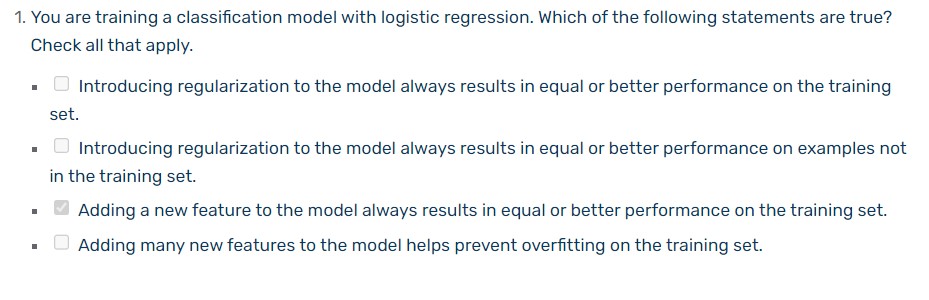 1. You are training a classification model with logistic regression. Which of the following statements are true?
Check all that apply.
Introducing regularization to the model always results in equal or better performance on the training
set.
Introducing regularization to the model always results in equal or better performance on examples not
in the training set.
Adding a new feature to the model always results in equal or better performance on the training set.
Adding many new features to the model helps prevent overfitting on the training set.